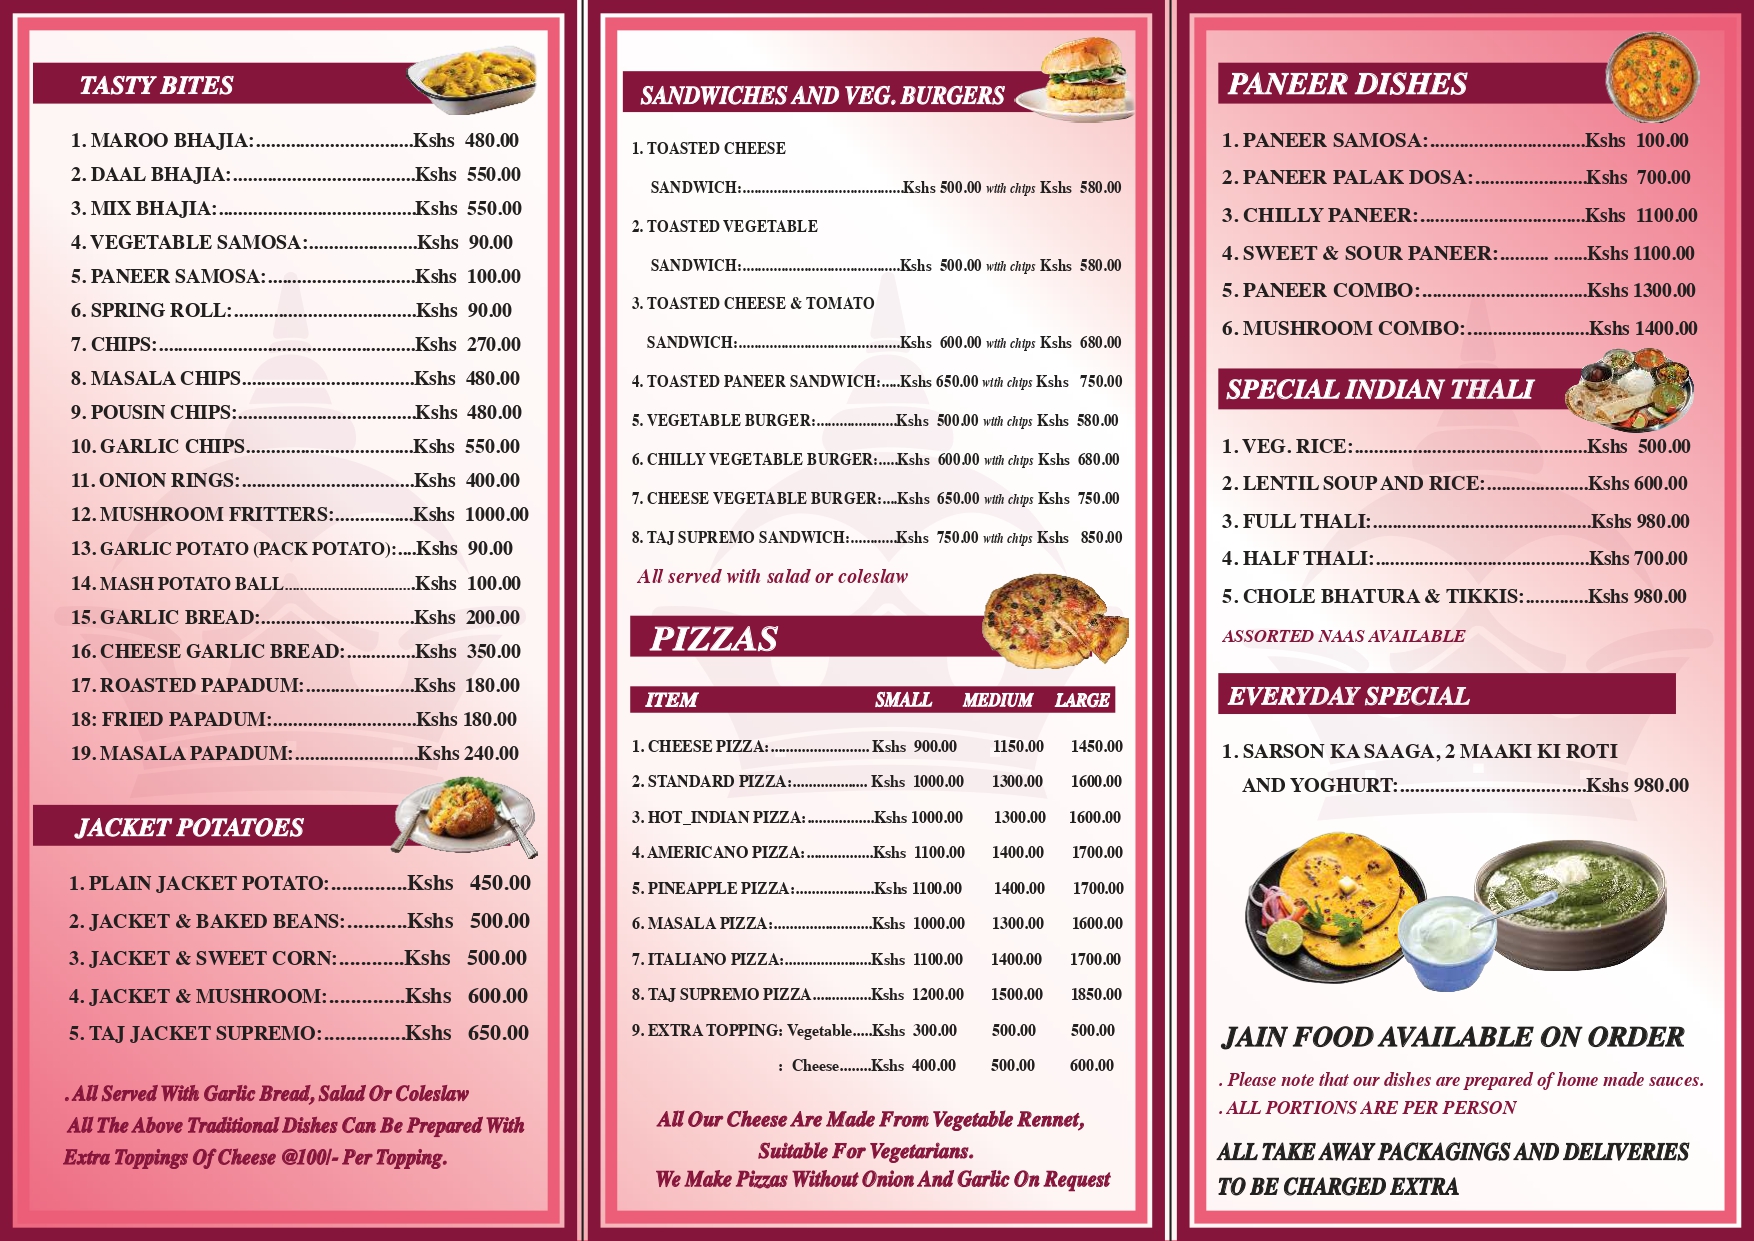 TASTY BITES
1. MAROO BHAJIA:................................Kshs 480.00
2. DAAL BHAJIA:.....................................Kshs 550.00
3. MIX BHAJIA:........................................Kshs 550.00
4. VEGETABLE SAMOSA:......................Kshs 90.00
5. PANEER SAMOSA:..............................Kshs 100.00
6. SPRING ROLL:.....................................Kshs 90.00
7. CHIPS:....................................................Kshs 270.00
8. MASALA CHIPS...................................Kshs 480.00
9. POUSIN CHIPS:....................................Kshs 480.00
10. GARLIC CHIPS..................................Kshs 550.00
11. ONION RINGS:...................................Kshs 400.00
12. MUSHROOM FRITTERS:................Kshs 1000.00
13. GARLIC POTATO (PACK POTATO):....Kshs 90.00
14. MASH POTATO BALL..................................Kshs 100.00
15. GARLIC BREAD:...............................Kshs 200.00
16. CHEESE GARLIC BREAD:..............Kshs 350.00
17. ROASTED PAPADUM:......................Kshs 180.00
18: FRIED PAPADUM:.............................Kshs 180.00
19. MASALA PAPADUM:.........................Kshs 240.00
JACKET POTATOES
1. PLAIN JACKET POTATO:..............Kshs 450.00
2. JACKET & BAKED BEANS:...........Kshs 500.00
3. JACKET & SWEET CORN:............Kshs 500.00
4. JACKET & MUSHROOM:..............Kshs 600.00
5. TAJ JACKET SUPREMO:...............Kshs 650.00
. All Served With Garlic Bread, Salad Or Coleslaw
All The Above Traditional Dishes Can Be Prepared With
Extra Toppings Of Cheese @100/- Per Topping.
SANDWICHES AND VEG. BURGERS
1. TOASTED CHEESE
SANDWICH:..........................................Kshs 500.00 with chips Kshs 580.00
2. TOASTED VEGETABLE
SANDWICH:.........................................Kshs 500.00 with chips Kshs 580.00
3. TOASTED CHEESE & TOMATO
SANDWICH:..........................................Kshs 600.00 with chips Kshs 680.00
4. TOASTED PANEER SANDWICH:.....Kshs 650.00 with chips Kshs 750.00
5. VEGETABLE BURGER:.....................Kshs 500.00 with chips Kshs 580.00
6. CHILLY VEGETABLE BURGER:.....Kshs 600.00 with chips Kshs 680.00
7. CHEESE VEGETABLE BURGER:....Kshs 650.00 with chips Kshs 750.00
8. TAJ SUPREMO SANDWICH:............Kshs 750.00 with chips Kshs 850.00
All served with salad or coleslaw
PIZZAS
ITEM SMALL MEDIUM LARGE
1. CHEESE PIZZA:........................ Kshs 900.00 1150.00 1450.00
2. STANDARD PIZZA:.................. Kshs 1000.00 1300.00 1600.00
3. HOT_INDIAN PIZZA:.................Kshs 1000.00 1300.00 1600.00
4. AMERICANO PIZZA:.................Kshs 1100.00 1400.00 1700.00
5. PINEAPPLE PIZZA:....................Kshs 1100.00 1400.00 1700.00
6. MASALA PIZZA:.........................Kshs 1000.00 1300.00 1600.00
7. ITALIANO PIZZA:......................Kshs 1100.00 1400.00 1700.00
8. TAJ SUPREMO PIZZA...............Kshs 1200.00 1500.00 1850.00
9. EXTRA TOPPING: Vegetable.....Kshs 300.00 500.00 500.00
: Cheese........Kshs 400.00 500.00 600.00
All Our Cheese Are Made From Vegetable Rennet,
Suitable For Vegetarians.
We Make Pizzas Without Onion And Garlic On Request
PANEER DISHES
1. PANEER SAMOSA:................................Kshs 100.00
2. PANEER PALAK DOSA:.......................Kshs 700.00
3. CHILLY PANEER:..................................Kshs 1100.00
4. SWEET & SOUR PANEER:.......... .......Kshs 1100.00
5. PANEER COMBO:..................................Kshs 1300.00
6. MUSHROOM COMBO:.........................Kshs 1400.00
SPECIAL INDIAN THALI
1. VEG. RICE:...............................................Kshs 500.00
2. LENTIL SOUP AND RICE:.....................Kshs 600.00
3. FULL THALI:............................................Kshs 980.00
4. HALF THALI:...........................................Kshs 700.00
5. CHOLE BHATURA & TIKKIS:.............Kshs 980.00
ASSORTED NAAS AVAILABLE
EVERYDAY SPECIAL
1. SARSON KA SAAGA, 2 MAAKI KI ROTI
AND YOGHURT:.....................................Kshs 980.00
JAIN FOOD AVAILABLE ON ORDER
. Please note that our dishes are prepared of home made sauces.
. ALL PORTIONS ARE PER PERSON
ALL TAKE AWAY PACKAGINGS AND DELIVERIES
TO BE CHARGED EXTRA